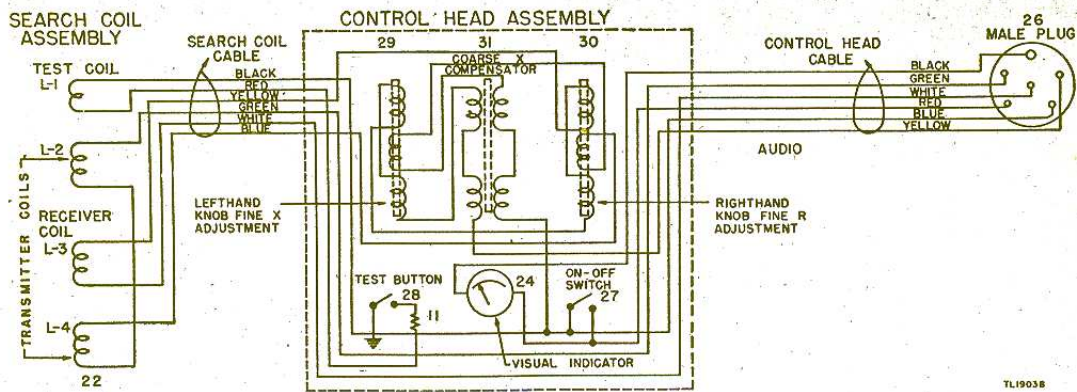 SEARCH COIL
ASSEMBLY
TEST COIL
L-1
L-2
RECEIVER
COIL
L-3
L-4
TRANSMITTER COILS
22
SEARCH COIL
CABLE
BLACK
RED
YELLOW
GREEN
WHITE
BLUE
CONTROL HEAD ASSEMBLY
29
31
30
COARSE X
COMPENSATOR
LEFTHAND
KNOB FINE X
ADJUSTMENT
RIGHTHAND
KNOB FINE R
ADJUSTMENT
TEST BUTTON
28
11
24
ON-OFF
SWITCH
27
VISUAL INDICATOR
CONTROL HEAD
CABLE
BLACK
GREEN
WHITE
RED
BLUE
YELLOW
AUDIO
26
MALE PLUG
TL19038